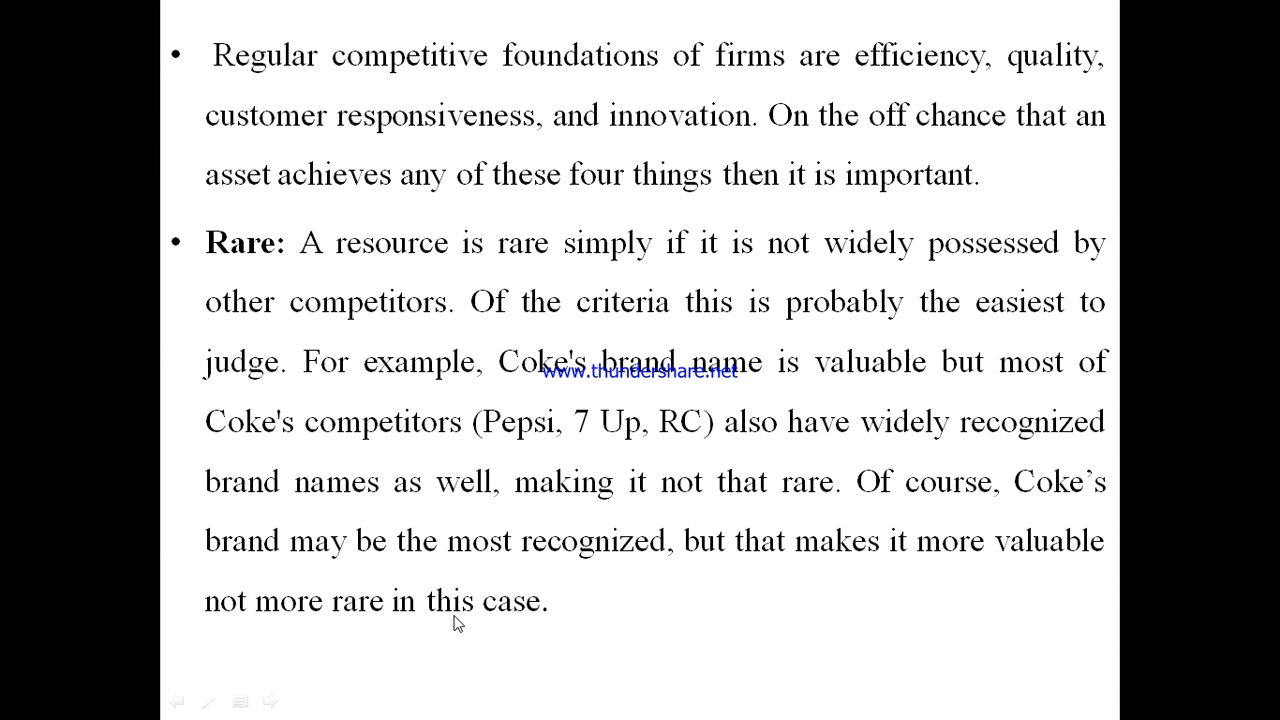 • Regular competitive foundations of firms are efficiency, quality,
customer responsiveness, and innovation. On the off chance that an
asset achieves any of these four things then it is important.
• Rare: A resource is rare simply if it is not widely possessed by
other competitors. Of the criteria this is probably the easiest to
judge. For example, Coke's brand name is valuable but most of
www.thundershare.net
Coke's competitors (Pepsi, 7 Up, RC) also have widely recognized
brand names as well, making it not that rare. Of course, Coke’s
brand may be the most recognized, but that makes it more valuable
not more rare in this case.